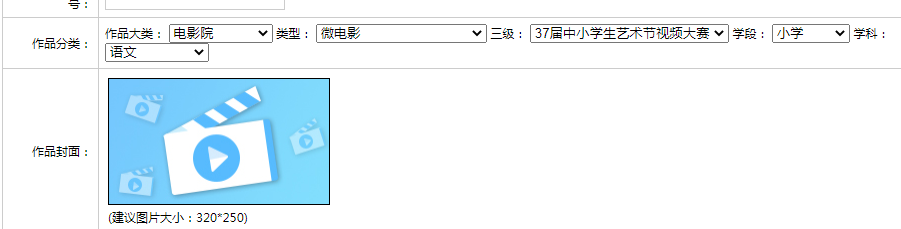 号：
作品分类：
作品大类： 电影院 类型： 微电影 三级： 37届中小学生艺术节视频大赛 学段： 小学 学科：
语文
作品封面：
(建议图片大小：320*250)